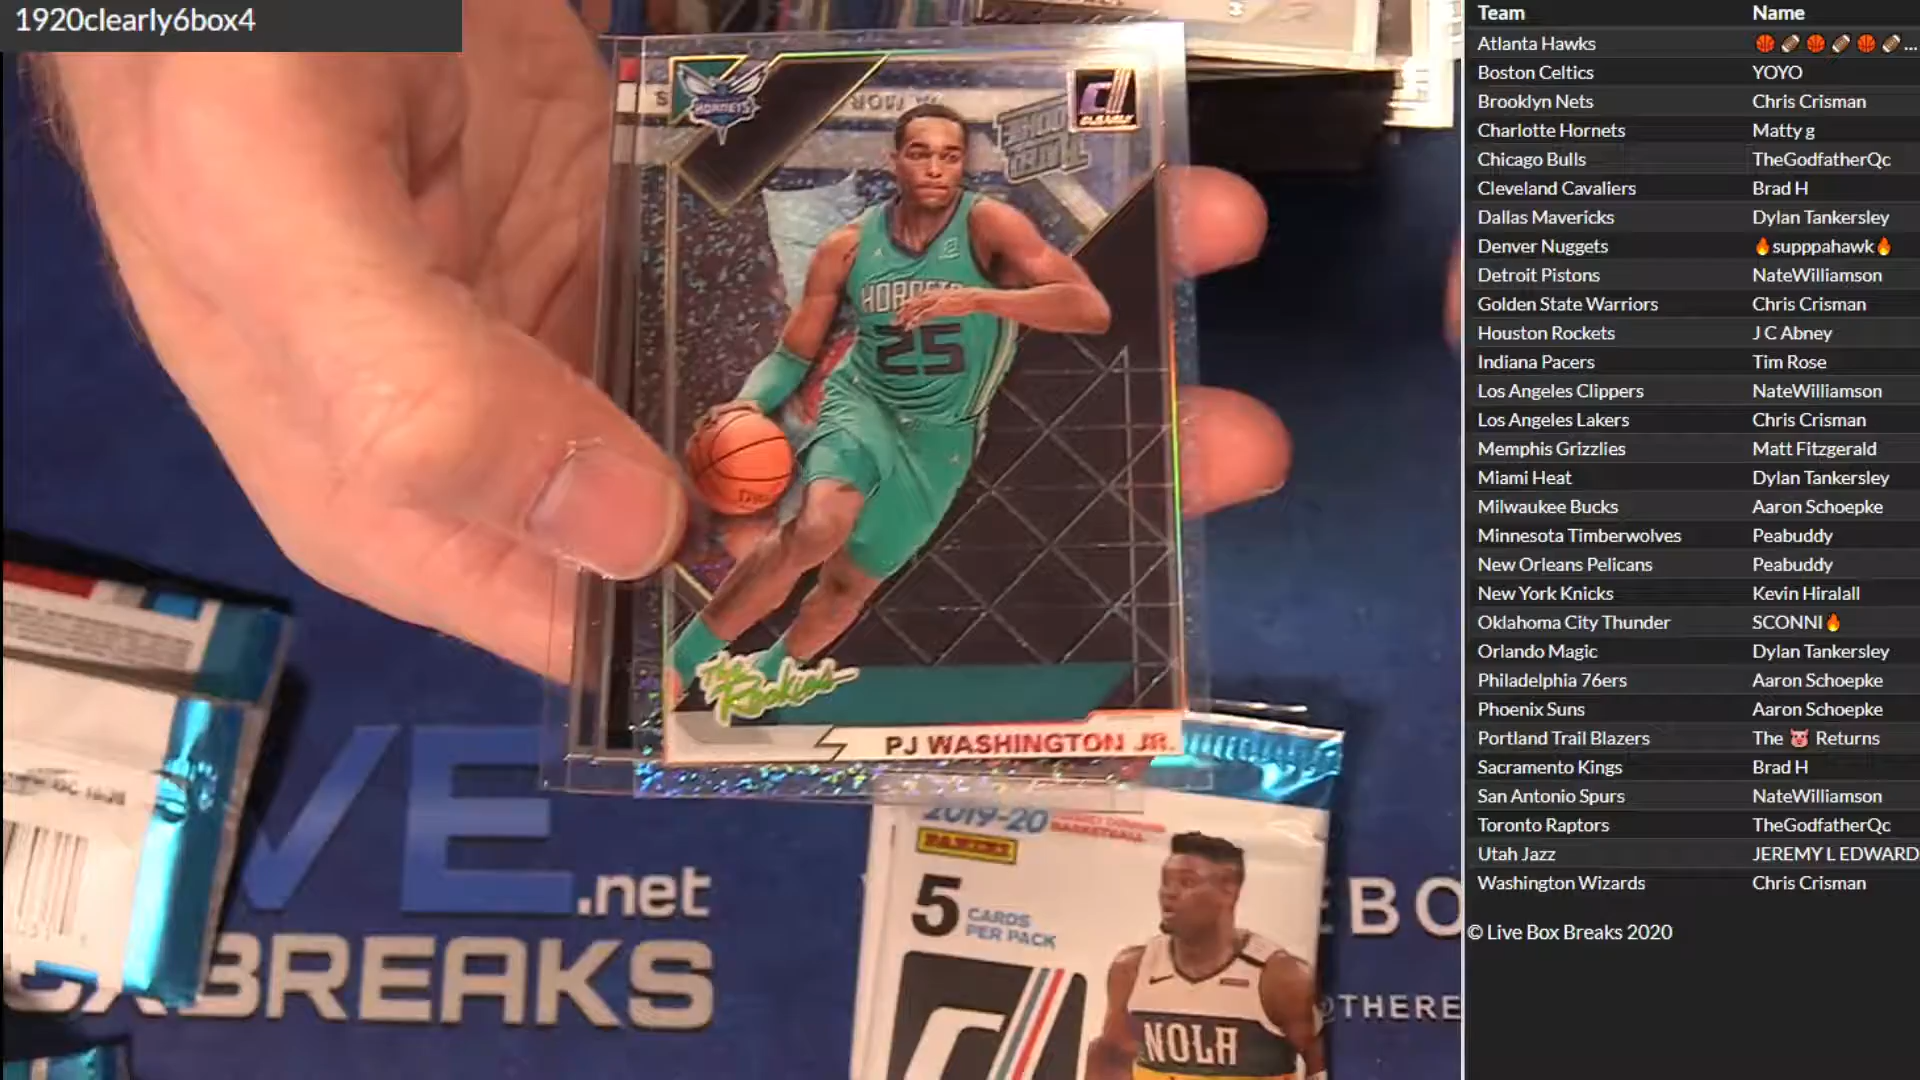 1920clearly6box4
HORNETS
CLEARLY
HORNETS
25
The Rookies
PJ WASHINGTON JR.
2019-20
PANINI
BASKETBALL
5 CARDS
PER PACK
NOLA
VE
.net
BREAKS
EBO
@THERE
Team Name
Atlanta Hawks 🏀🏈🏀🏈🏀🏈...
Boston Celtics YOYO
Brooklyn Nets Chris Crisman
Charlotte Hornets Matty g
Chicago Bulls TheGodfatherQc
Cleveland Cavaliers Brad H
Dallas Mavericks Dylan Tankersley
Denver Nuggets 🔥supppahawk🔥
Detroit Pistons NateWilliamson
Golden State Warriors Chris Crisman
Houston Rockets J C Abney
Indiana Pacers Tim Rose
Los Angeles Clippers NateWilliamson
Los Angeles Lakers Chris Crisman
Memphis Grizzlies Matt Fitzgerald
Miami Heat Dylan Tankersley
Milwaukee Bucks Aaron Schoepke
Minnesota Timberwolves Peabuddy
New Orleans Pelicans Peabuddy
New York Knicks Kevin Hiralall
Oklahoma City Thunder SCONNI🔥
Orlando Magic Dylan Tankersley
Philadelphia 76ers Aaron Schoepke
Phoenix Suns Aaron Schoepke
Portland Trail Blazers The 🐷 Returns
Sacramento Kings Brad H
San Antonio Spurs NateWilliamson
Toronto Raptors TheGodfatherQc
Utah Jazz JEREMY L EDWARD
Washington Wizards Chris Crisman
© Live Box Breaks 2020